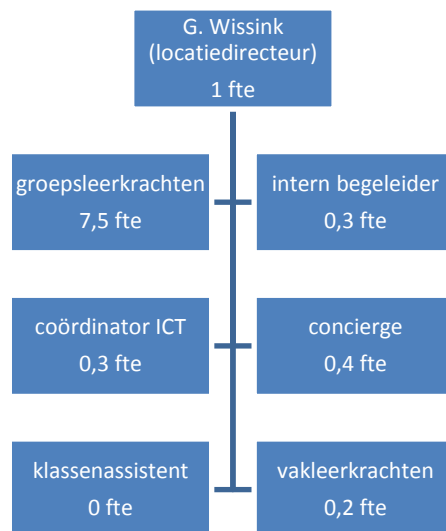 G. Wissink
(locatiedirecteur)
1 fte
groepsleerkrachten
7,5 fte
intern begeleider
0,3 fte
coördinator ICT
0,3 fte
concierge
0,4 fte
klassenassistent
0 fte
vakleerkrachten
0,2 fte